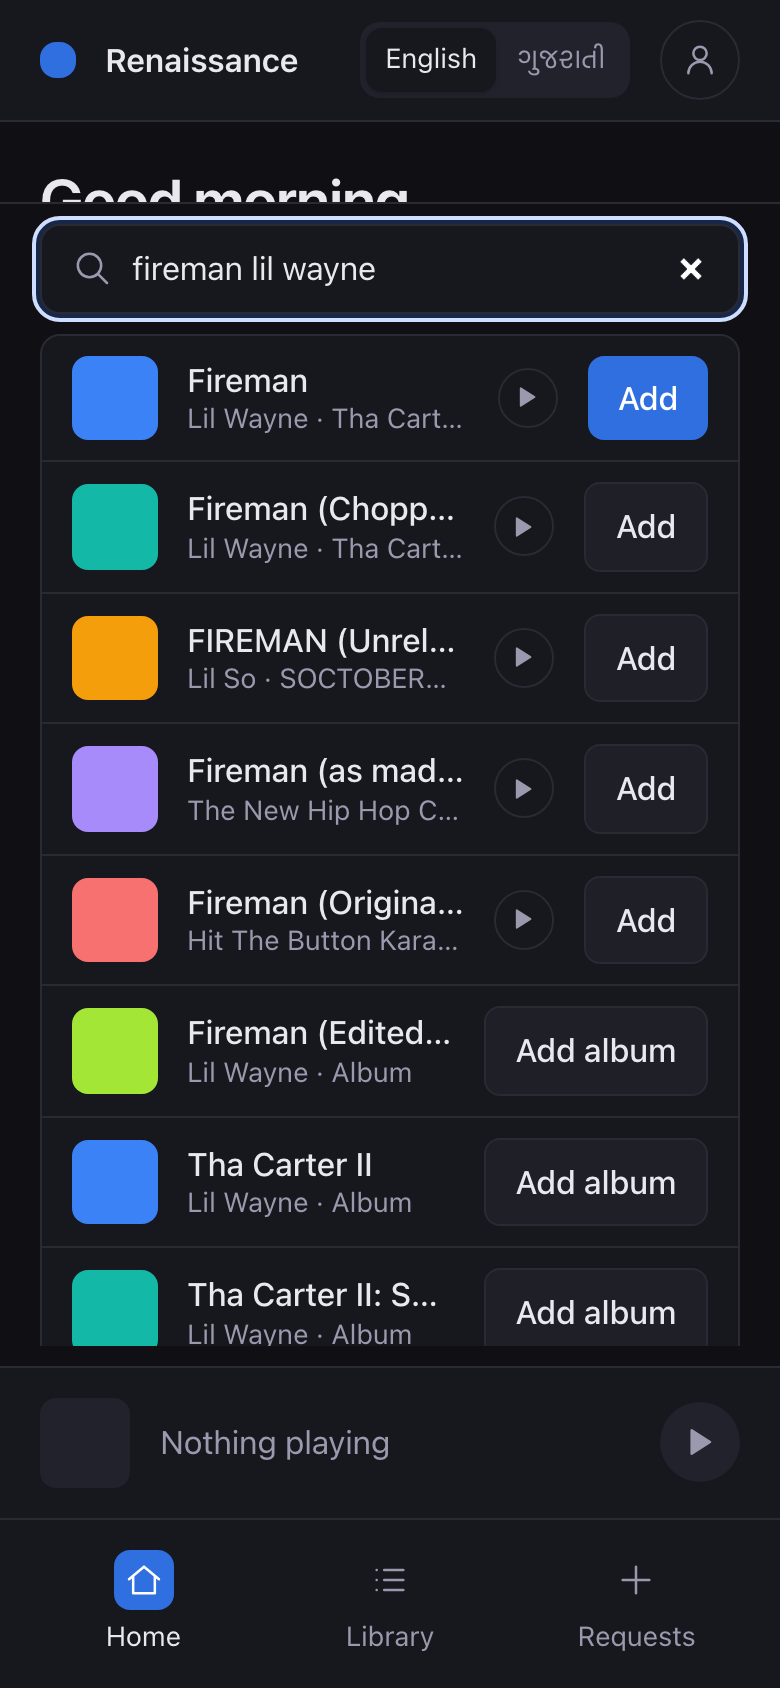 Renaissance
English
ગુજરાતી
Good morning
fireman lil wayne
Fireman
Lil Wayne · Tha Cart...
Add
Fireman (Chopp...
Lil Wayne · Tha Cart...
Add
FIREMAN (Unrel...
Lil So · SOCTOBER...
Add
Fireman (as mad...
The New Hip Hop C...
Add
Fireman (Origina...
Hit The Button Kara...
Add
Fireman (Edited...
Lil Wayne · Album
Add album
Tha Carter II
Lil Wayne · Album
Add album
Tha Carter II: S...
Lil Wayne · Album
Add album
Nothing playing
Home
Library
Requests